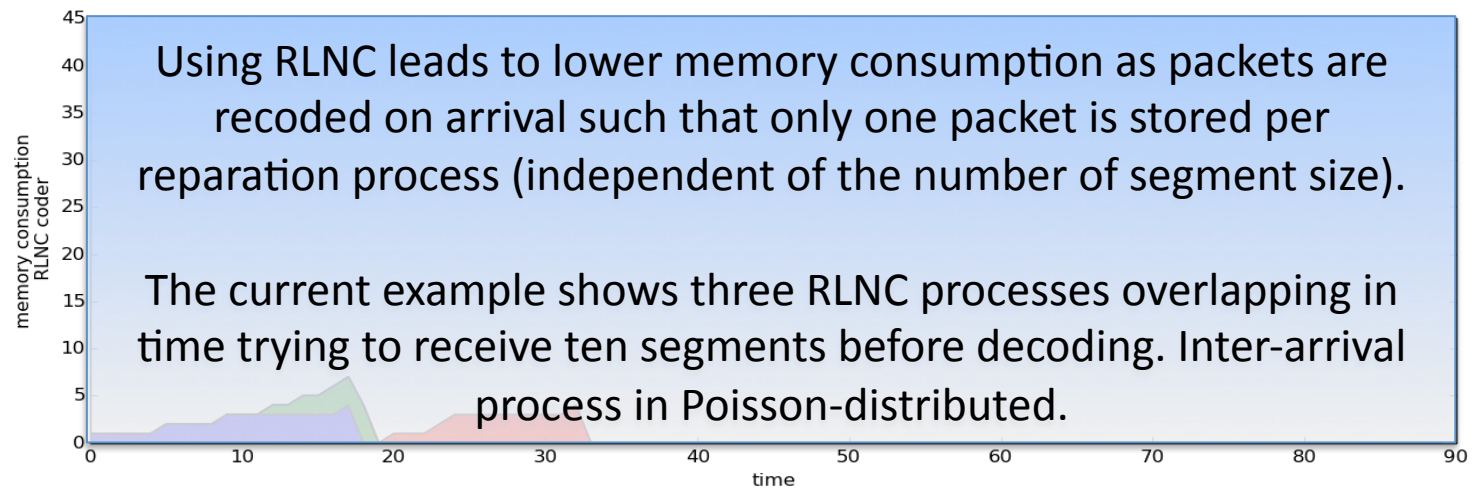 45
40
35
30
25
20
15
10
5
0
memory consumption
RLNC coder
Using RLNC leads to lower memory consumption as packets are
recoded on arrival such that only one packet is stored per
reparation process (independent of the number of segment size).
The current example shows three RLNC processes overlapping in
time trying to receive ten segments before decoding. Inter-arrival
process in Poisson-distributed.
0 10 20 30 40 50 60 70 80 90
time